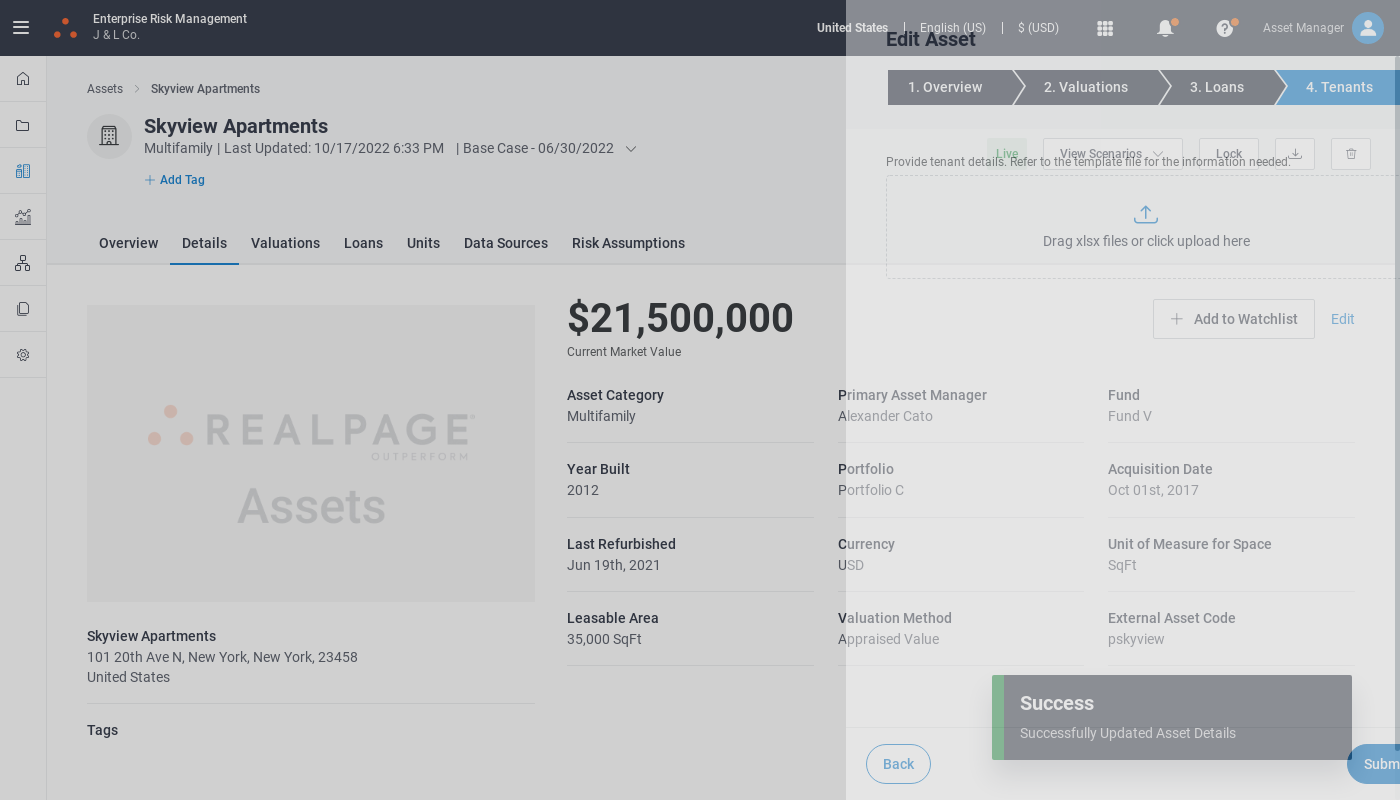 Enterprise Risk Management
J & L Co.
United States
English (US)
$ (USD)
Asset Manager
Edit Asset
1. Overview
2. Valuations
3. Loans
4. Tenants
Assets
Skyview Apartments
Skyview Apartments
Multifamily | Last Updated: 10/17/2022 6:33 PM | Base Case - 06/30/2022
Add Tag
Live
View Scenarios
Lock
Provide tenant details. Refer to the template file for the information needed.
Drag xlsx files or click upload here
Overview
Details
Valuations
Loans
Units
Data Sources
Risk Assumptions
REALPAGE®
OUTPERFORM
Assets
$21,500,000
Current Market Value
Add to Watchlist
Edit
Asset Category
Multifamily
Primary Asset Manager
Alexander Cato
Fund
Fund V
Year Built
2012
Portfolio
Portfolio C
Acquisition Date
Oct 01st, 2017
Last Refurbished
Jun 19th, 2021
Currency
USD
Unit of Measure for Space
SqFt
Leasable Area
35,000 SqFt
Valuation Method
Appraised Value
External Asset Code
pskyview
Skyview Apartments
101 20th Ave N, New York, New York, 23458
United States
Tags
Success
Successfully Updated Asset Details
Back
Subm